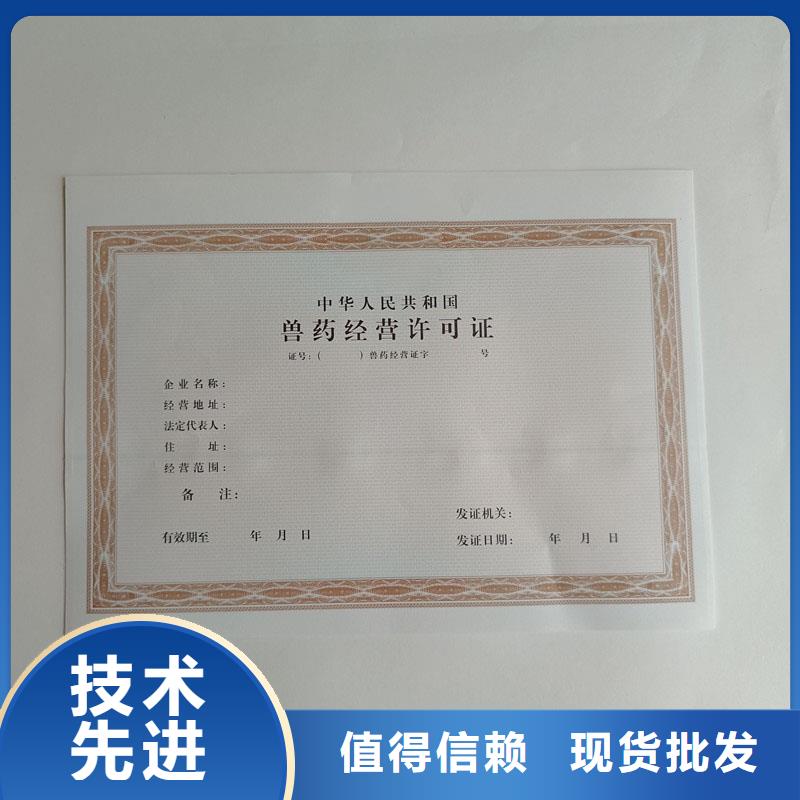 中华人民共和国
兽药经营许可证
证号:( )兽药经营证字 号
企业名称:
经营地址:
法定代表人:
住 址:
经营范围:
备 注:
发证机关:
有效期至 年 月 日
发证日期: 年 月 日
技术
先进
值得信赖 现货批发